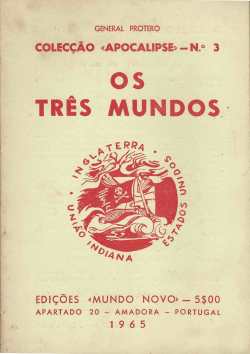 GENERAL PROTERO
COLECÇÃO «APOCALIPSE» — N.º 3
OS
TRÊS MUNDOS
INGLATERRA • ESTADOS UNIDOS • UNIÃO INDIANA •
EDIÇÕES «MUNDO NOVO» — 5$00
APARTADO 20 — AMADORA — PORTUGAL
1965